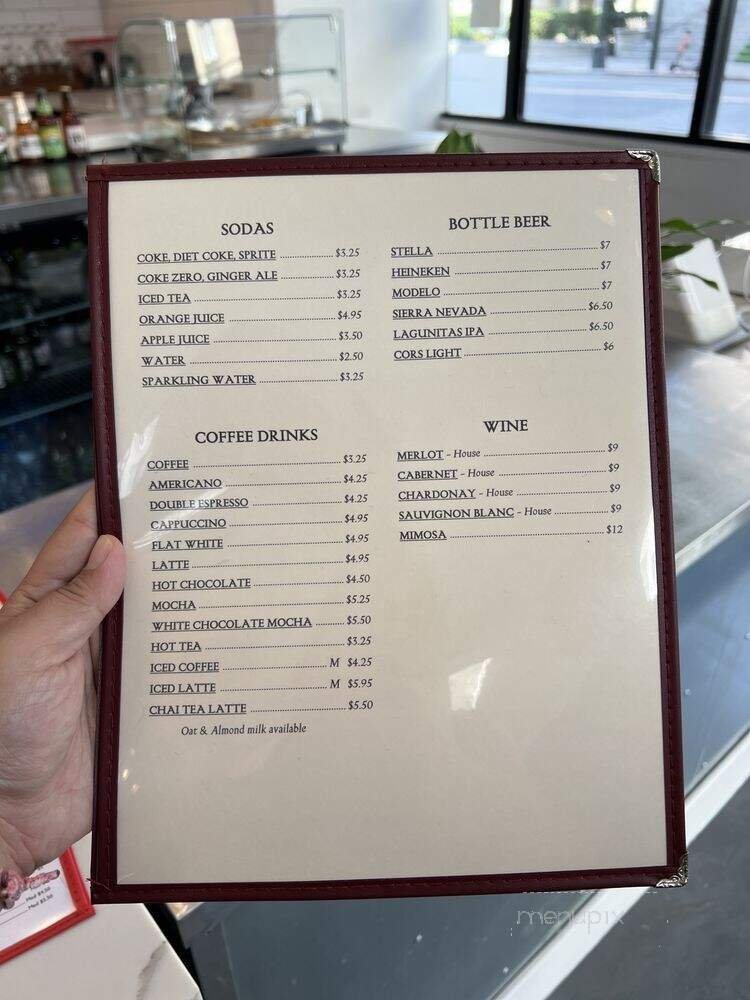 SODAS
COKE, DIET COKE, SPRITE $3.25
COKE ZERO, GINGER ALE $3.25
ICED TEA $3.25
ORANGE JUICE $4.95
APPLE JUICE $3.50
WATER $2.50
SPARKLING WATER $3.25
BOTTLE BEER
STELLA $7
HEINEKEN $7
MODELO $7
SIERRA NEVADA $6.50
LAGUNITAS IPA $6.50
CORS LIGHT $6
COFFEE DRINKS
COFFEE $3.25
AMERICANO $4.25
DOUBLE ESPRESSO $4.25
CAPPUCCINO $4.95
FLAT WHITE $4.95
LATTE $4.95
HOT CHOCOLATE $4.50
MOCHA $5.25
WHITE CHOCOLATE MOCHA $5.50
HOT TEA $3.25
ICED COFFEE M $4.25
ICED LATTE M $5.95
CHAI TEA LATTE $5.50
Oat & Almond milk available
WINE
MERLOT - House $9
CABERNET - House $9
CHARDONAY - House $9
SAUVIGNON BLANC - House $9
MIMOSA $12
menupix